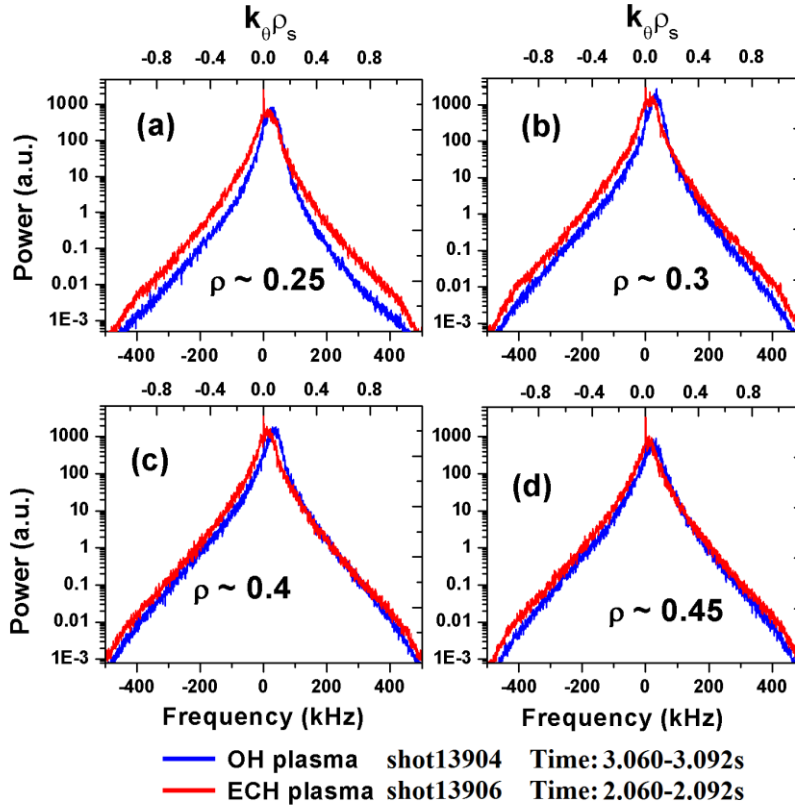 kθρs kθρs
-0.8 -0.4 0.0 0.4 0.8 -0.8 -0.4 0.0 0.4 0.8
Power (a.u.)
1000
100
10
1
0.1
0.01
1E-3
(a)
ρ ~ 0.25
-400 -200 0 200 400
1000
100
10
1
0.1
0.01
1E-3
(b)
ρ ~ 0.3
-400 -200 0 200 400
-0.8 -0.4 0.0 0.4 0.8 -0.8 -0.4 0.0 0.4 0.8
Power (a.u.)
1000
100
10
1
0.1
0.01
1E-3
(c)
ρ ~ 0.4
-400 -200 0 200 400
Frequency (kHz)
1000
100
10
1
0.1
0.01
1E-3
(d)
ρ ~ 0.45
-400 -200 0 200 400
Frequency (kHz)
OH plasma shot13904 Time: 3.060-3.092s
ECH plasma shot13906 Time: 2.060-2.092s